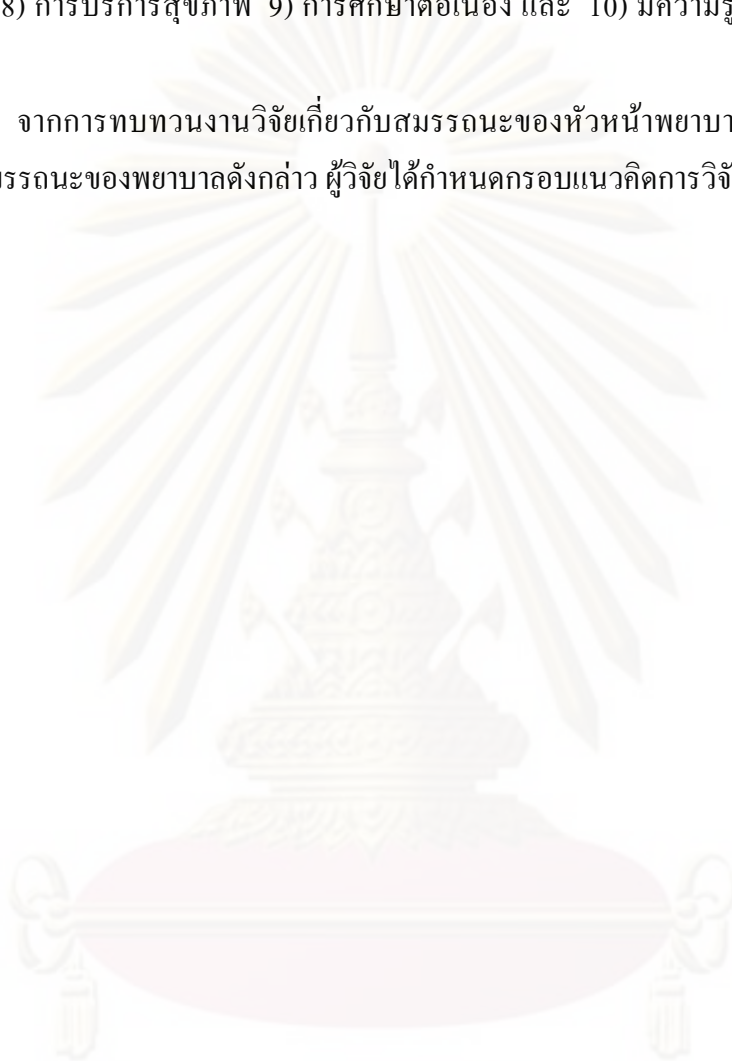 8) การบริการสุขภาพ 9) การศึกษาต่อเนื่อง และ 10) มีความรู้
จากการทบทวนงานวิจัยเกี่ยวกับสมรรถนะของหัวหน้าพยาบา
มรรถนะของพยาบาลดังกล่าว ผู้วิจัยได้กำหนดกรอบแนวคิดการวิจั